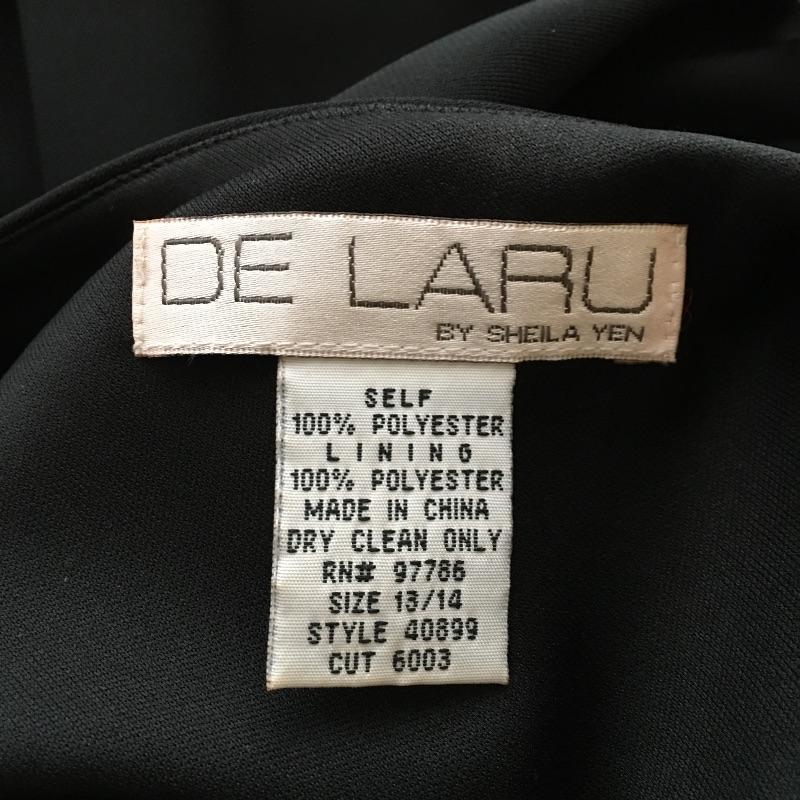 DE LARU
BY SHEILA YEN
SELF
100% POLYESTER
LINING
100% POLYESTER
MADE IN CHINA
DRY CLEAN ONLY
RN# 97786
SIZE 13/14
STYLE 40899
CUT 6003